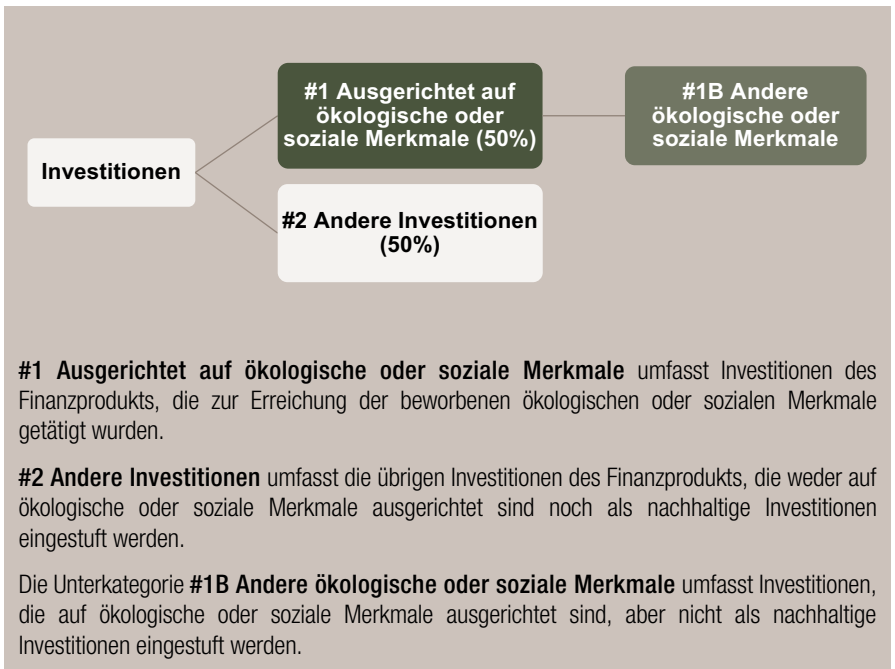 #1 Ausgerichtet auf
ökologische oder
soziale Merkmale (50%)
#1B Andere
ökologische oder
soziale Merkmale
Investitionen
#2 Andere Investitionen
(50%)
#1 Ausgerichtet auf ökologische oder soziale Merkmale umfasst Investitionen des
Finanzprodukts, die zur Erreichung der beworbenen ökologischen oder sozialen Merkmale
getätigt wurden.
#2 Andere Investitionen umfasst die übrigen Investitionen des Finanzprodukts, die weder auf
ökologische oder soziale Merkmale ausgerichtet sind noch als nachhaltige Investitionen
eingestuft werden.
Die Unterkategorie #1B Andere ökologische oder soziale Merkmale umfasst Investitionen,
die auf ökologische oder soziale Merkmale ausgerichtet sind, aber nicht als nachhaltige
Investitionen eingestuft werden.